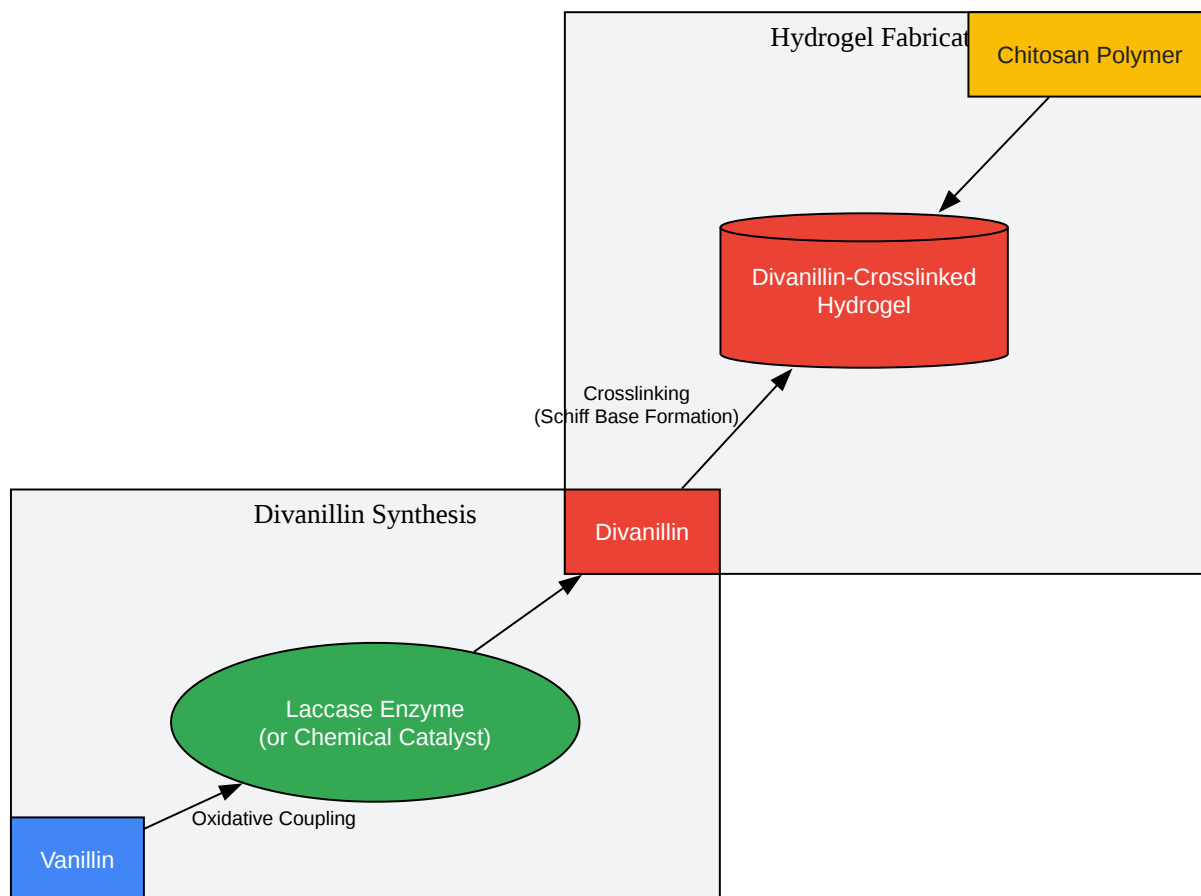 Hydrogel Fabricat
Chitosan Polymer
Divanillin-Crosslinked
Hydrogel
Crosslinking
(Schiff Base Formation)
Divanillin Synthesis
Divanillin
Laccase Enzyme
(or Chemical Catalyst)
Oxidative Coupling
Vanillin